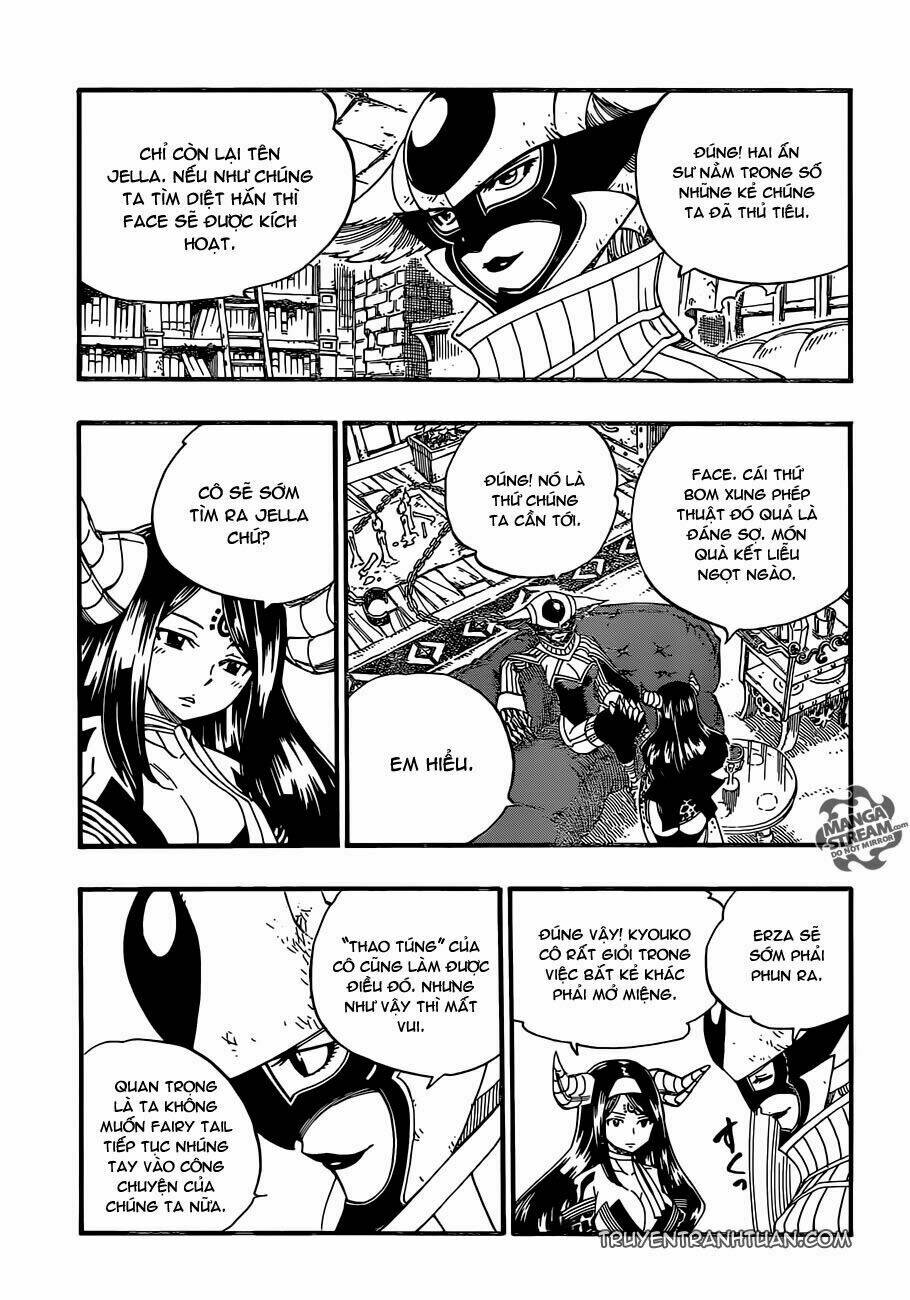 ĐÚNG! HAI ẤN
SƯ NẰM TRONG SỐ
NHỮNG KẺ CHÚNG
TA ĐÃ THỦ TIÊU.
CHỈ CÒN LẠI TÊN
JELLA. NẾU NHƯ CHÚNG
TA TÌM DIỆT HẮN THÌ
FACE SẼ ĐƯỢC KÍCH
HOẠT.
FACE. CÁI THỨ
BOM XUNG PHÉP
THUẬT ĐÓ QUẢ LÀ
ĐÁNG SỢ. MÓN
QUÀ KẾT LIỄU
NGỌT NGÀO.
ĐÚNG! NÓ LÀ
THỨ CHÚNG
TA CẦN TỚI.
EM HIỂU.
CÔ SẼ SỚM
TÌM RA JELLA
CHỨ?
MANGA
STREAM.com
DO NOT MIRROR!
ERZA SẼ
SỚM PHẢI
PHUN RA.
ĐÚNG VẬY! KYOUKO
CÔ RẤT GIỎI TRONG
VIỆC BẮT KẺ KHÁC
PHẢI MỞ MIỆNG.
すくっ
"THAO TÚNG" CỦA
CÔ CŨNG LÀM ĐƯỢC
ĐIỀU ĐÓ. NHƯNG
NHƯ VẬY THÌ MẤT
VUI.
QUAN TRỌNG
LÀ TA KHÔNG
MUỐN FAIRY TAIL
TIẾP TỤC NHÚNG
TAY VÀO CÔNG
CHUYỆN CỦA
CHÚNG TA NỮA.
TRUYENTRANHTUAN.COM